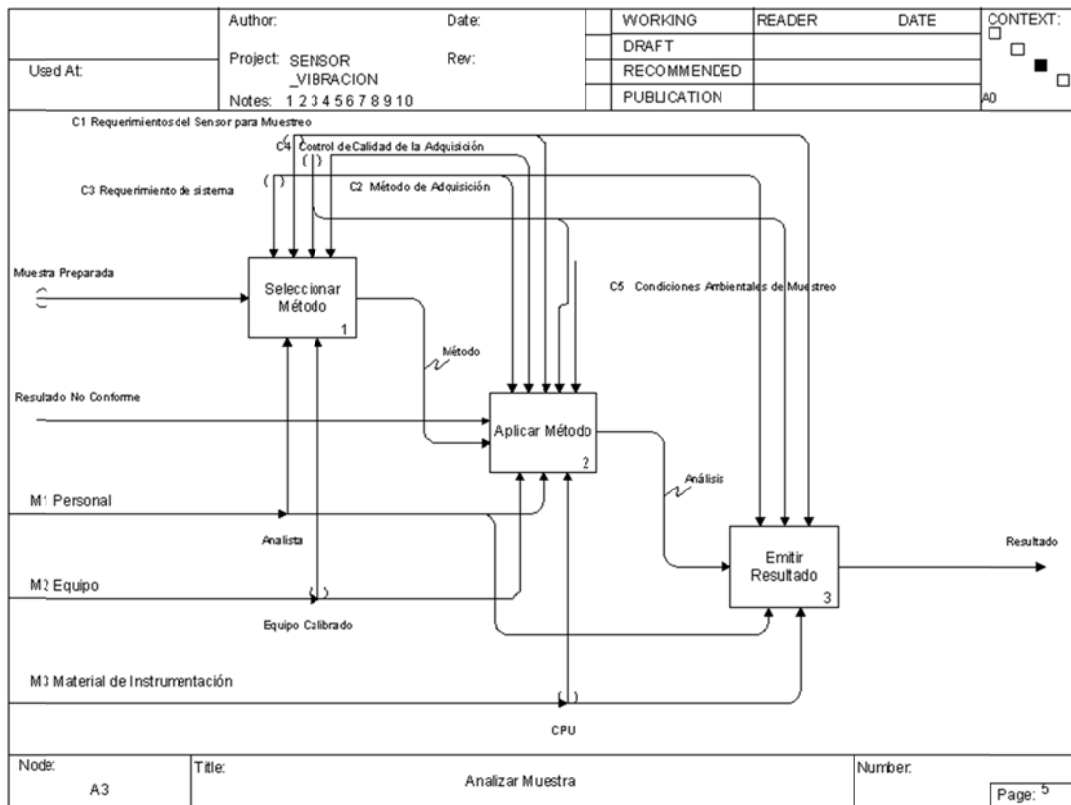 Used At:
Author:
Date:
Project: SENSOR
_VIBRACION
Rev:
Notes: 1 2 3 4 5 6 7 8 9 10
WORKING
DRAFT
RECOMMENDED
PUBLICATION
READER
DATE
CONTEXT:
A0
C1 Requerimientos del Sensor para Muestreo
C4 Control de Calidad de la Adquisición
C3 Requerimiento de sistema
C2 Método de Adquisición
Muestra Preparada
Seleccionar
Método
1
C5 Condiciones Ambientales de Muestreo
Método
Resulado No Conforme
Aplicar Método
2
Análisis
M1 Personal
Analista
Emitir
Resultado
3
Resultado
M2 Equipo
Equipo Calibrado
M3 Material de Instrumentación
CPU
Node:
A3
Title:
Analizar Muestra
Number:
Page: 5